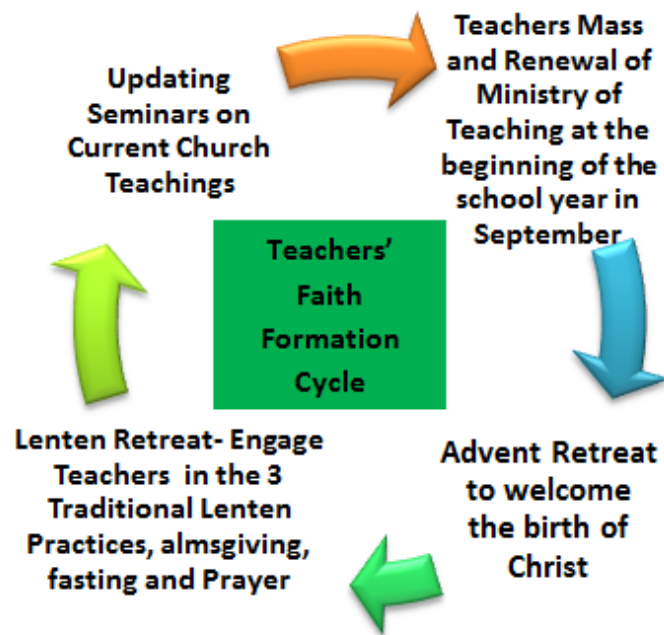 Updating
Seminars on
Current Church
Teachings
Teachers Mass
and Renewal of
Ministry of
Teaching at the
beginning of the
school year in
September
Teachers’
Faith
Formation
Cycle
Lenten Retreat- Engage
Teachers in the 3
Traditional Lenten
Practices, almsgiving,
fasting and Prayer
Advent Retreat
to welcome
the birth of
Christ